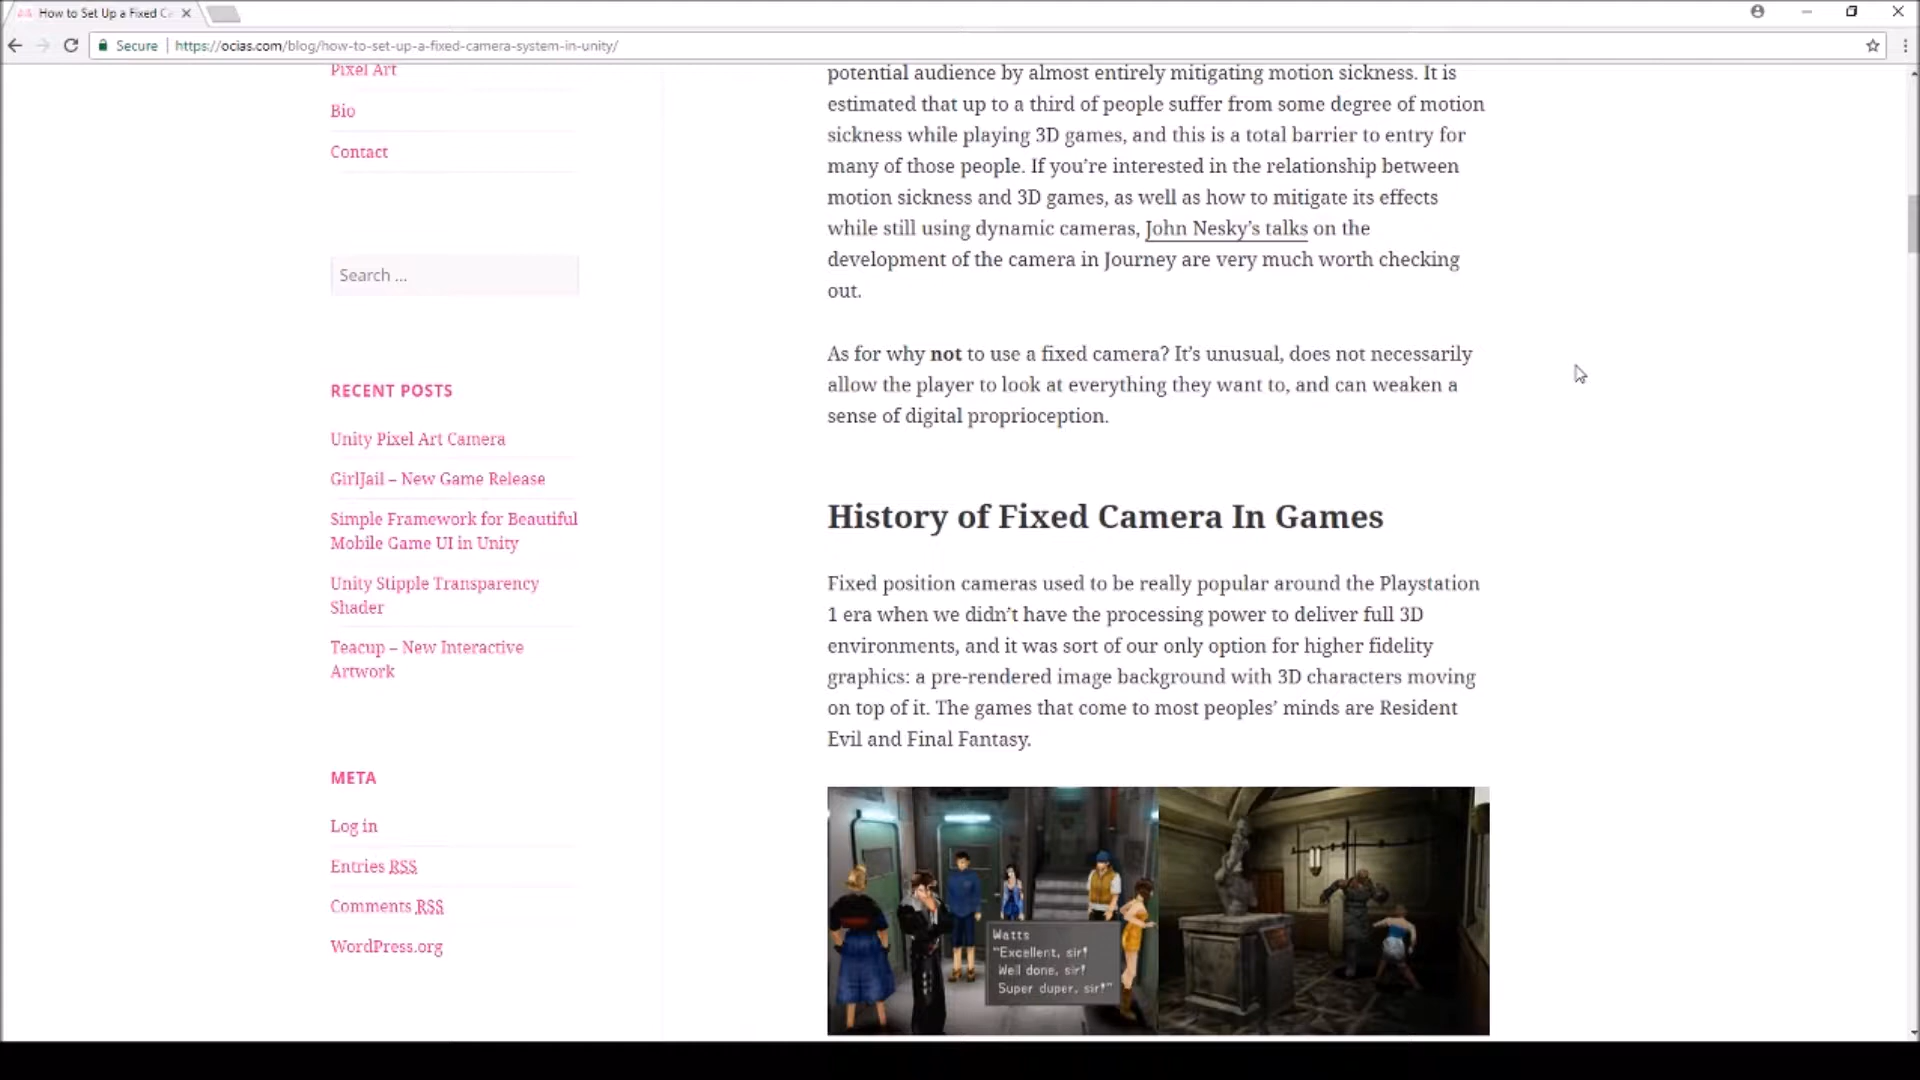 How to Set Up a Fixed Ca
Secure https://ocias.com/blog/how-to-set-up-a-fixed-camera-system-in-unity/
Pixel Art
Bio
Contact
Search ...
RECENT POSTS
Unity Pixel Art Camera
GirlJail – New Game Release
Simple Framework for Beautiful
Mobile Game UI in Unity
Unity Stipple Transparency
Shader
Teacup – New Interactive
Artwork
META
Log in
Entries RSS
Comments RSS
WordPress.org
potential audience by almost entirely mitigating motion sickness. It is
estimated that up to a third of people suffer from some degree of motion
sickness while playing 3D games, and this is a total barrier to entry for
many of those people. If you’re interested in the relationship between
motion sickness and 3D games, as well as how to mitigate its effects
while still using dynamic cameras, John Nesky’s talks on the
development of the camera in Journey are very much worth checking
out.
As for why not to use a fixed camera? It’s unusual, does not necessarily
allow the player to look at everything they want to, and can weaken a
sense of digital proprioception.
History of Fixed Camera In Games
Fixed position cameras used to be really popular around the Playstation
1 era when we didn’t have the processing power to deliver full 3D
environments, and it was sort of our only option for higher fidelity
graphics: a pre-rendered image background with 3D characters moving
on top of it. The games that come to most peoples’ minds are Resident
Evil and Final Fantasy.
Watts
"Excellent, sir!
Well done, sir!
Super duper, sir!"